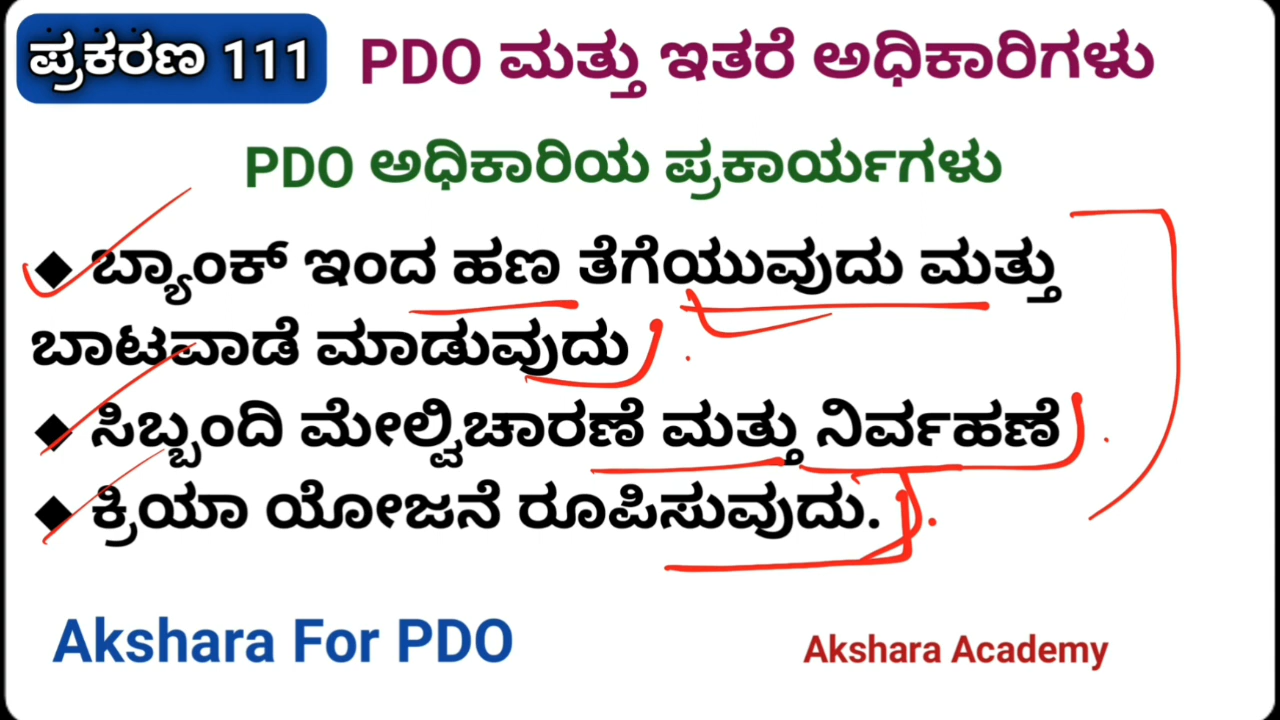 ಪ್ರಕರಣ 111
PDO ಮತ್ತು ಇತರೆ ಅಧಿಕಾರಿಗಳು
PDO ಅಧಿಕಾರಿಯ ಪ್ರಕಾರ್ಯಗಳು
◆ ಬ್ಯಾಂಕ್ ಇಂದ ಹಣ ತೆಗೆಯುವುದು ಮತ್ತು
ಬಾಟವಾಡೆ ಮಾಡುವುದು
◆ ಸಿಬ್ಬಂದಿ ಮೇಲ್ವಿಚಾರಣೆ ಮತ್ತು ನಿರ್ವಹಣೆ
◆ ಕ್ರಿಯಾ ಯೋಜನೆ ರೂಪಿಸುವುದು.
Akshara For PDO
Akshara Academy